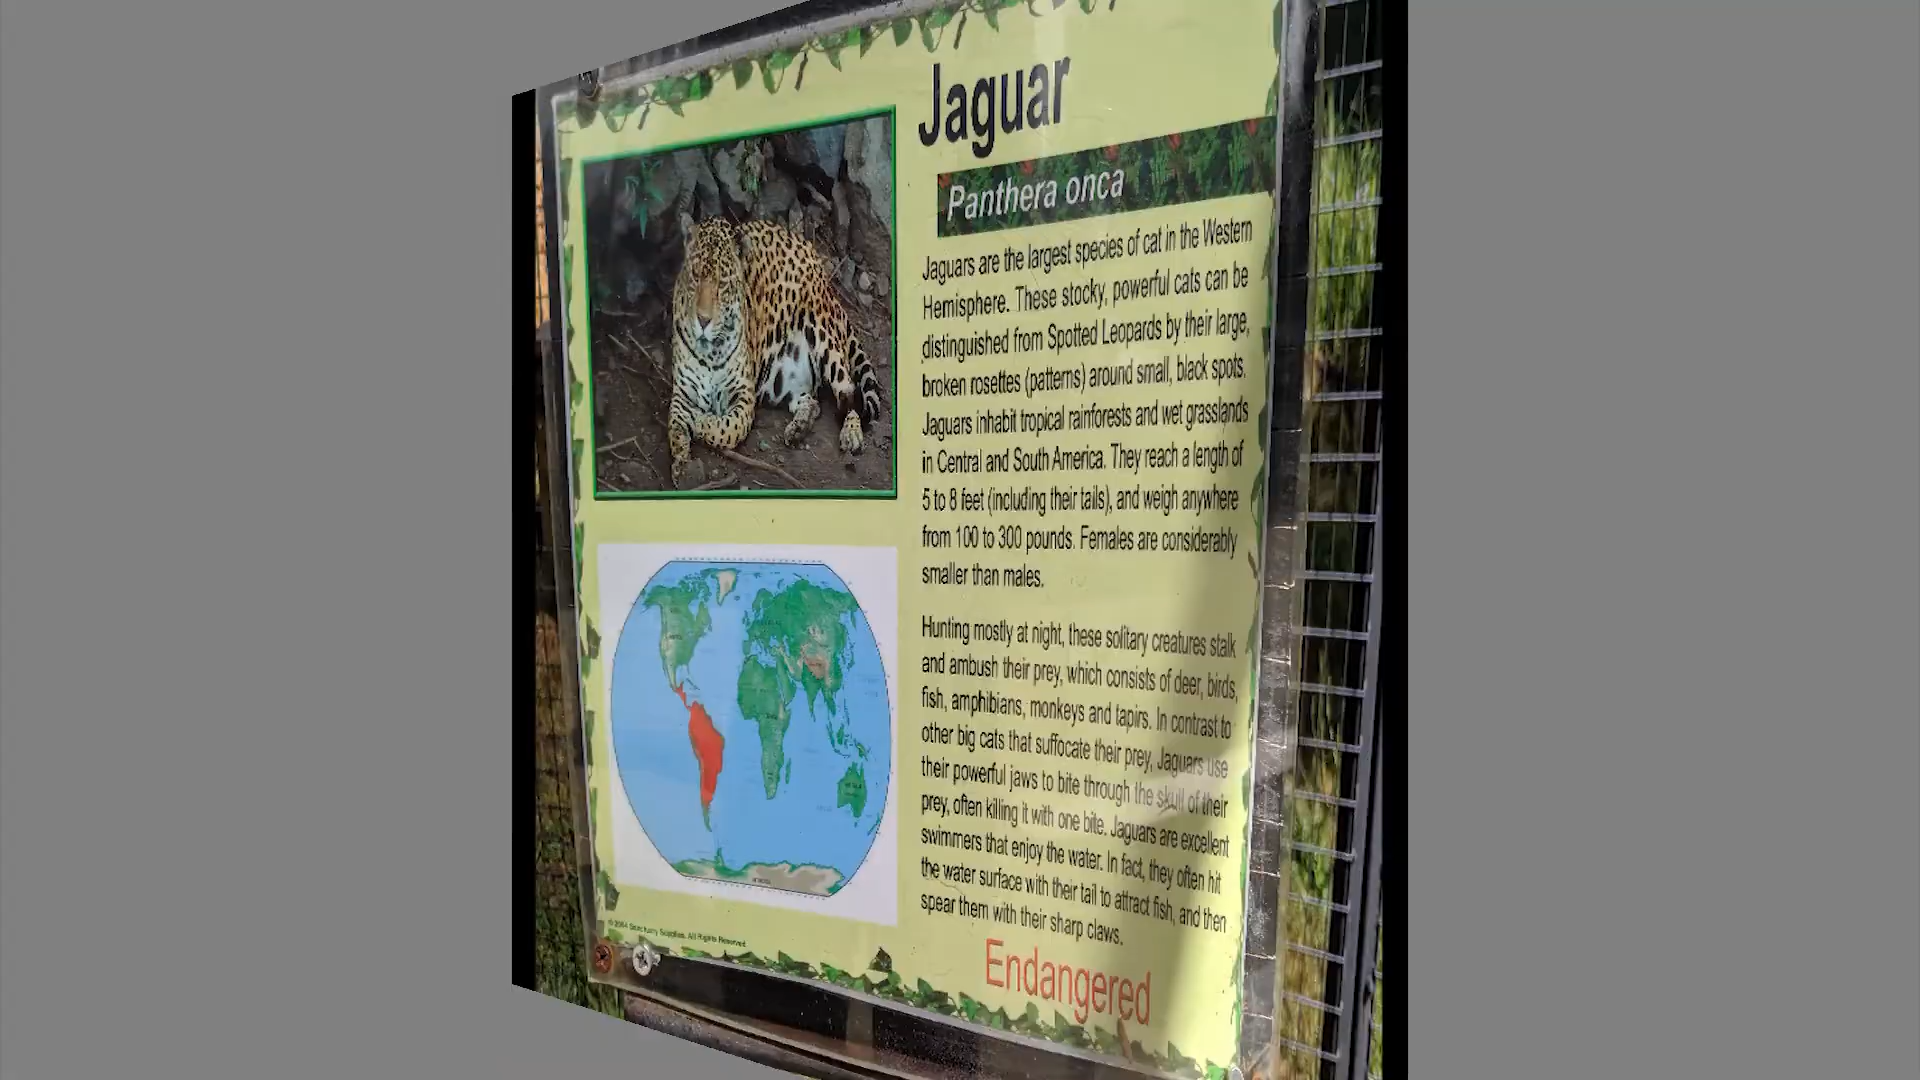 Jaguar
Panthera onca
Jaguars are the largest species of cat in the Western
Hemisphere. These stocky, powerful cats can be
distinguished from Spotted Leopards by their large,
broken rosettes (patterns) around small, black spots.
Jaguars inhabit tropical rainforests and wet grasslands
in Central and South America. They reach a length of
5 to 8 feet (including their tails), and weigh anywhere
from 100 to 300 pounds. Females are considerably
smaller than males.
Hunting mostly at night, these solitary creatures stalk
and ambush their prey, which consists of deer, birds,
fish, amphibians, monkeys and tapirs. In contrast to
other big cats that suffocate their prey, Jaguars use
their powerful jaws to bite through the skull of their
prey, often killing it with one bite. Jaguars are excellent
swimmers that enjoy the water. In fact, they often hit
the water surface with their tail to attract fish, and then
spear them with their sharp claws.
Endangered
Sanctuary Supplies. All Rights Reserved